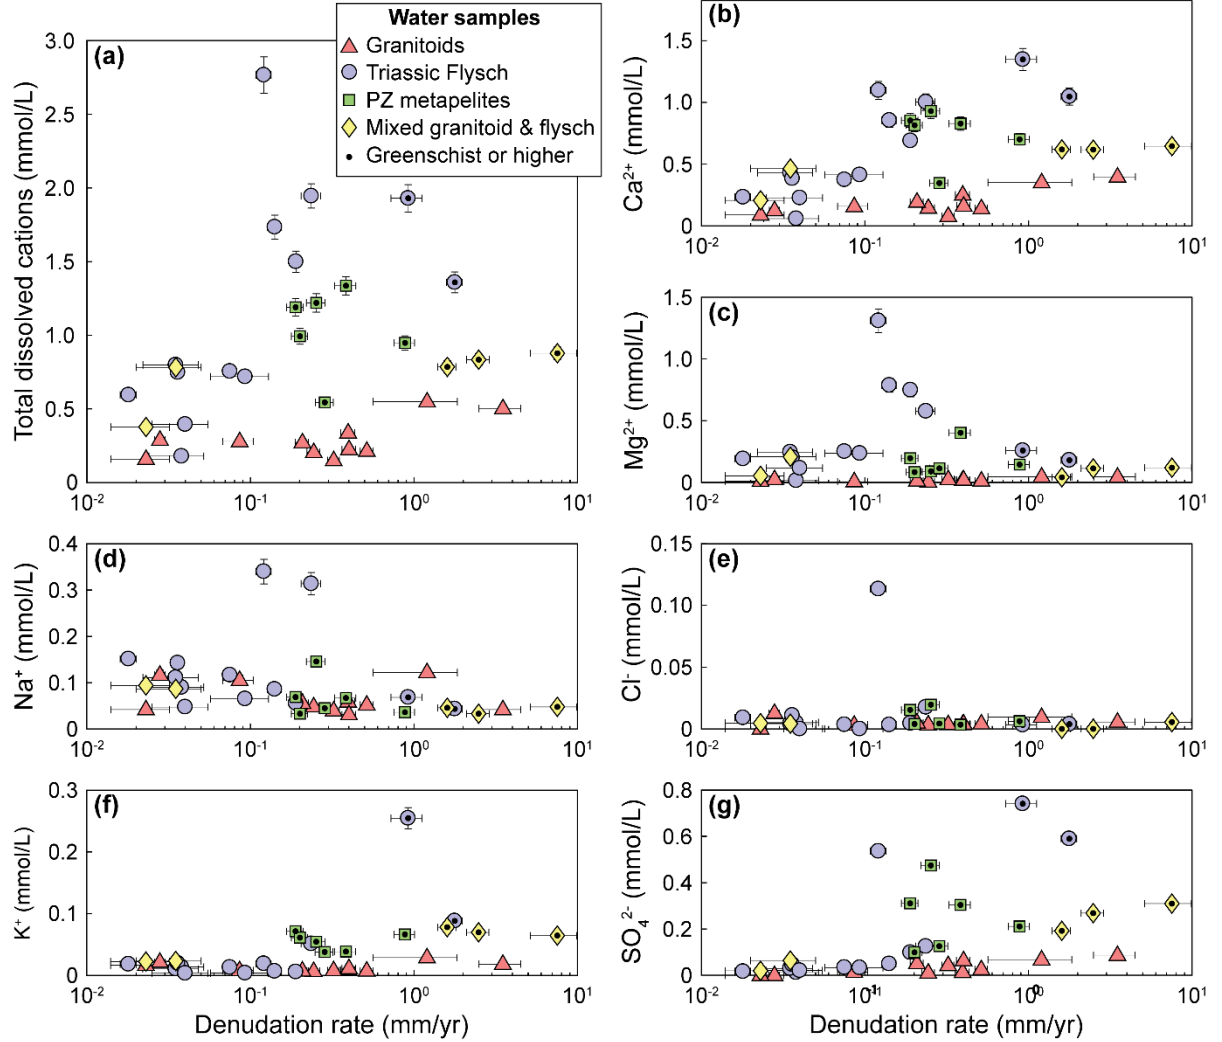 Water samples
Granitoids
Triassic Flysch
PZ metapelites
Mixed granitoid & flysch
Greenschist or higher
(a)
Total dissolved cations (mmol/L)
3.0
2.5
2.0
1.5
1.0
0.5
0
10⁻² 10⁻¹ 10⁰ 10¹
(b)
Ca²⁺ (mmol/L)
1.5
1.0
0.5
0
10⁻² 10⁻¹ 10⁰ 10¹
(c)
Mg²⁺ (mmol/L)
1.5
1.0
0.5
0
10⁻² 10⁻¹ 10⁰ 10¹
(d)
Na⁺ (mmol/L)
0.4
0.3
0.2
0.1
0
10⁻² 10⁻¹ 10⁰ 10¹
(e)
Cl⁻ (mmol/L)
0.15
0.10
0.05
0
10⁻² 10⁻¹ 10⁰ 10¹
(f)
K⁺ (mmol/L)
0.3
0.2
0.1
0
10⁻² 10⁻¹ 10⁰ 10¹
Denudation rate (mm/yr)
(g)
SO₄²⁻ (mmol/L)
0.8
0.6
0.4
0.2
0
10⁻² 10⁻¹ 10⁰ 10¹
Denudation rate (mm/yr)